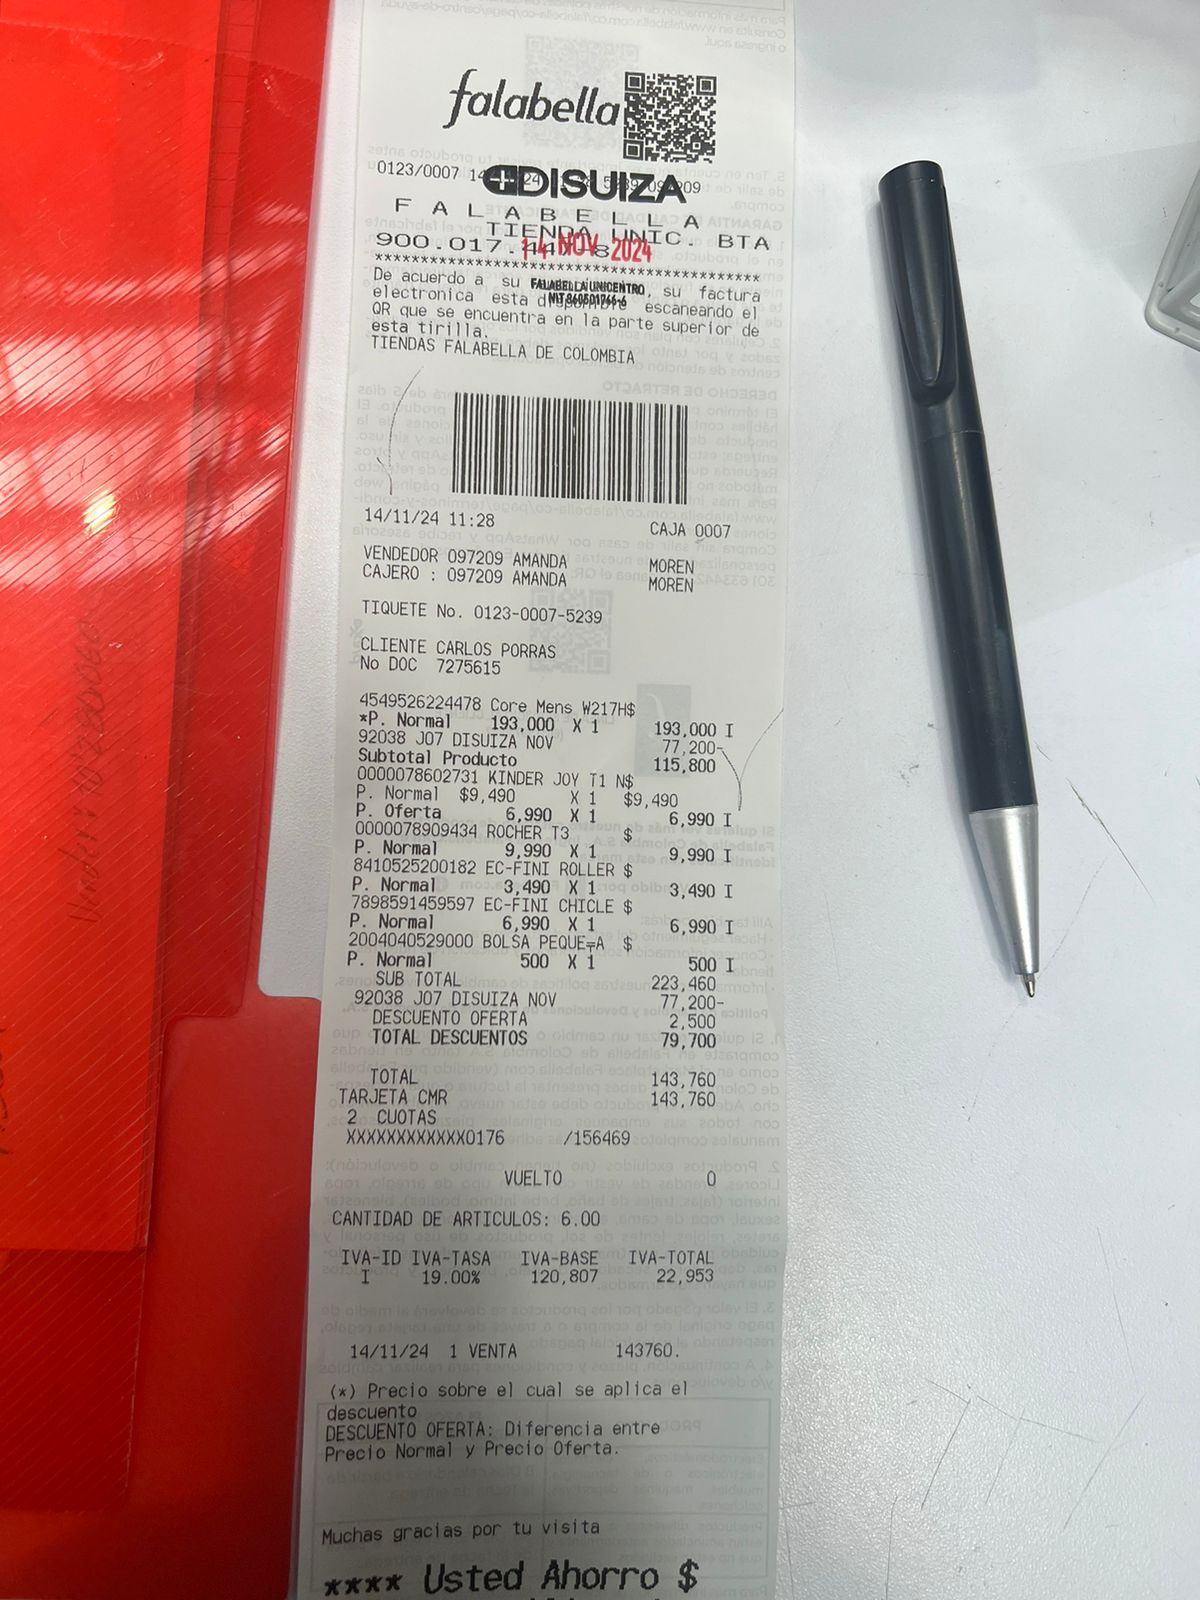 falabella
0123/0007 14
DISUIZA
F A L A B E L L A
TIENDA UNIC. BTA
900.017.
14 NOV 2024
****************************************
De acuerdo a su
FALABELLA UNICENTRO
NIT 860501766-6
, su factura
electronica esta disponible escaneando el
QR que se encuentra en la parte superior de
esta tirilla.
TIENDAS FALABELLA DE COLOMBIA
14/11/24 11:28 CAJA 0007
VENDEDOR 097209 AMANDA MOREN
CAJERO : 097209 AMANDA MOREN
TIQUETE No. 0123-0007-5239
CLIENTE CARLOS PORRAS
No DOC 7275615
4549526224478 Core Mens W217H$
*P. Normal 193,000 X 1 193,000 I
92038 J07 DISUIZA NOV 77,200-
Subtotal Producto 115,800
0000078602731 KINDER JOY T1 N$
P. Normal $9,490 X 1 $9,490
P. Oferta 6,990 X 1 6,990 I
0000078909434 ROCHER T3 $
P. Normal 9,990 X 1 9,990 I
8410525200182 EC-FINI ROLLER $
P. Normal 3,490 X 1 3,490 I
7898591459597 EC-FINI CHICLE $
P. Normal 6,990 X 1 6,990 I
2004040529000 BOLSA PEQUE╤A $
P. Normal 500 X 1 500 I
SUB TOTAL 223,460
92038 J07 DISUIZA NOV 77,200-
DESCUENTO OFERTA 2,500
TOTAL DESCUENTOS 79,700
TOTAL 143,760
TARJETA CMR 143,760
2 CUOTAS
XXXXXXXXXXXX0176 /156469
VUELTO 0
CANTIDAD DE ARTICULOS: 6.00
IVA-ID IVA-TASA IVA-BASE IVA-TOTAL
I 19.00% 120,807 22,953
14/11/24 1 VENTA 143760.
(*) Precio sobre el cual se aplica el
descuento
DESCUENTO OFERTA: Diferencia entre
Precio Normal y Precio Oferta.
Muchas gracias por tu visita
**** Usted Ahorro $